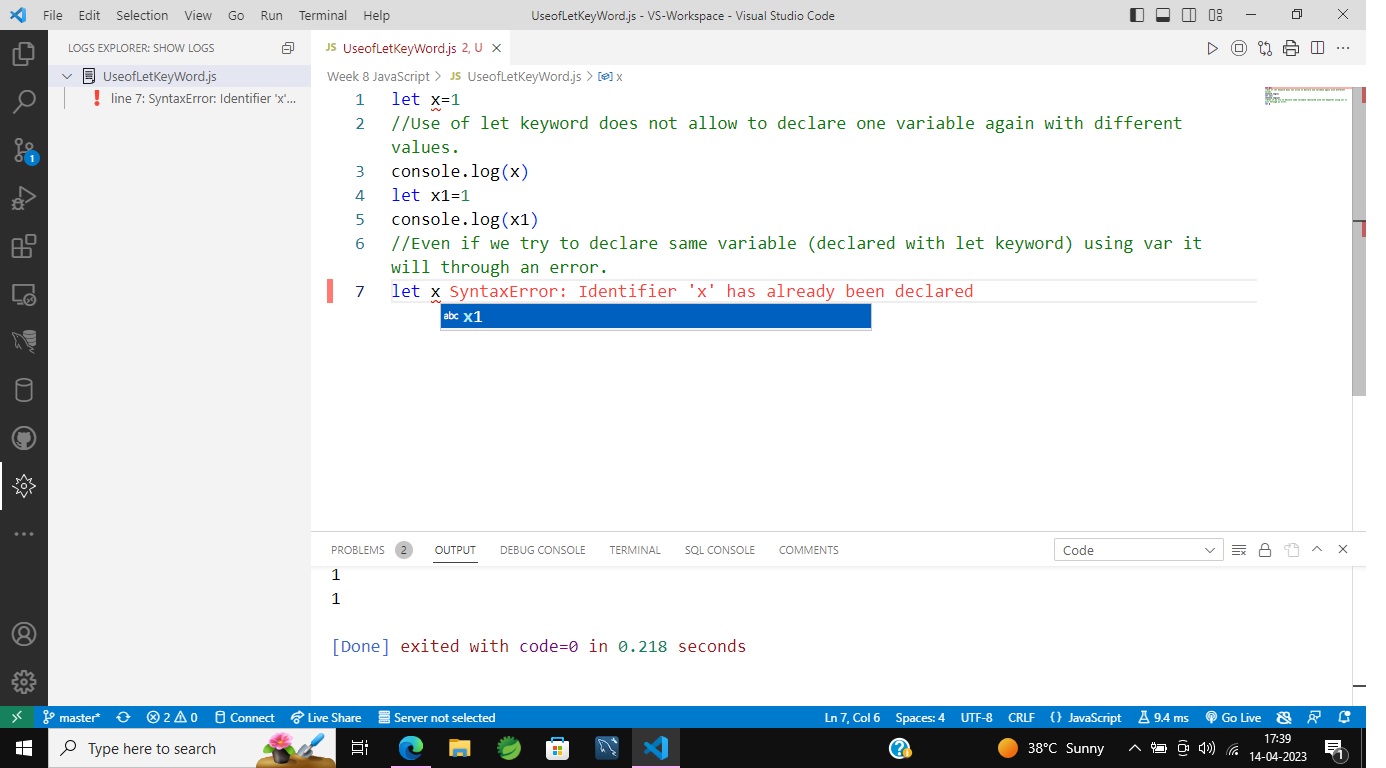 File Edit Selection View Go Run Terminal Help
UseofLetKeyWord.js - VS-Workspace - Visual Studio Code
LOGS EXPLORER: SHOW LOGS
UseofLetKeyWord.js
line 7: SyntaxError: Identifier 'x'...
JS UseofLetKeyWord.js 2, U
Week 8 JavaScript > JS UseofLetKeyWord.js > x
1 let x=1
2 //Use of let keyword does not allow to declare one variable again with different
values.
3 console.log(x)
4 let x1=1
5 console.log(x1)
6 //Even if we try to declare same variable (declared with let keyword) using var it
will through an error.
7 let x SyntaxError: Identifier 'x' has already been declared
abc x1
PROBLEMS 2 OUTPUT DEBUG CONSOLE TERMINAL SQL CONSOLE COMMENTS
Code
1
1
[Done] exited with code=0 in 0.218 seconds
1
master* 2 0 Connect Live Share Server not selected
Ln 7, Col 6 Spaces: 4 UTF-8 CRLF {} JavaScript 9.4 ms Go Live
Type here to search
38°C Sunny
17:39
14-04-2023
1